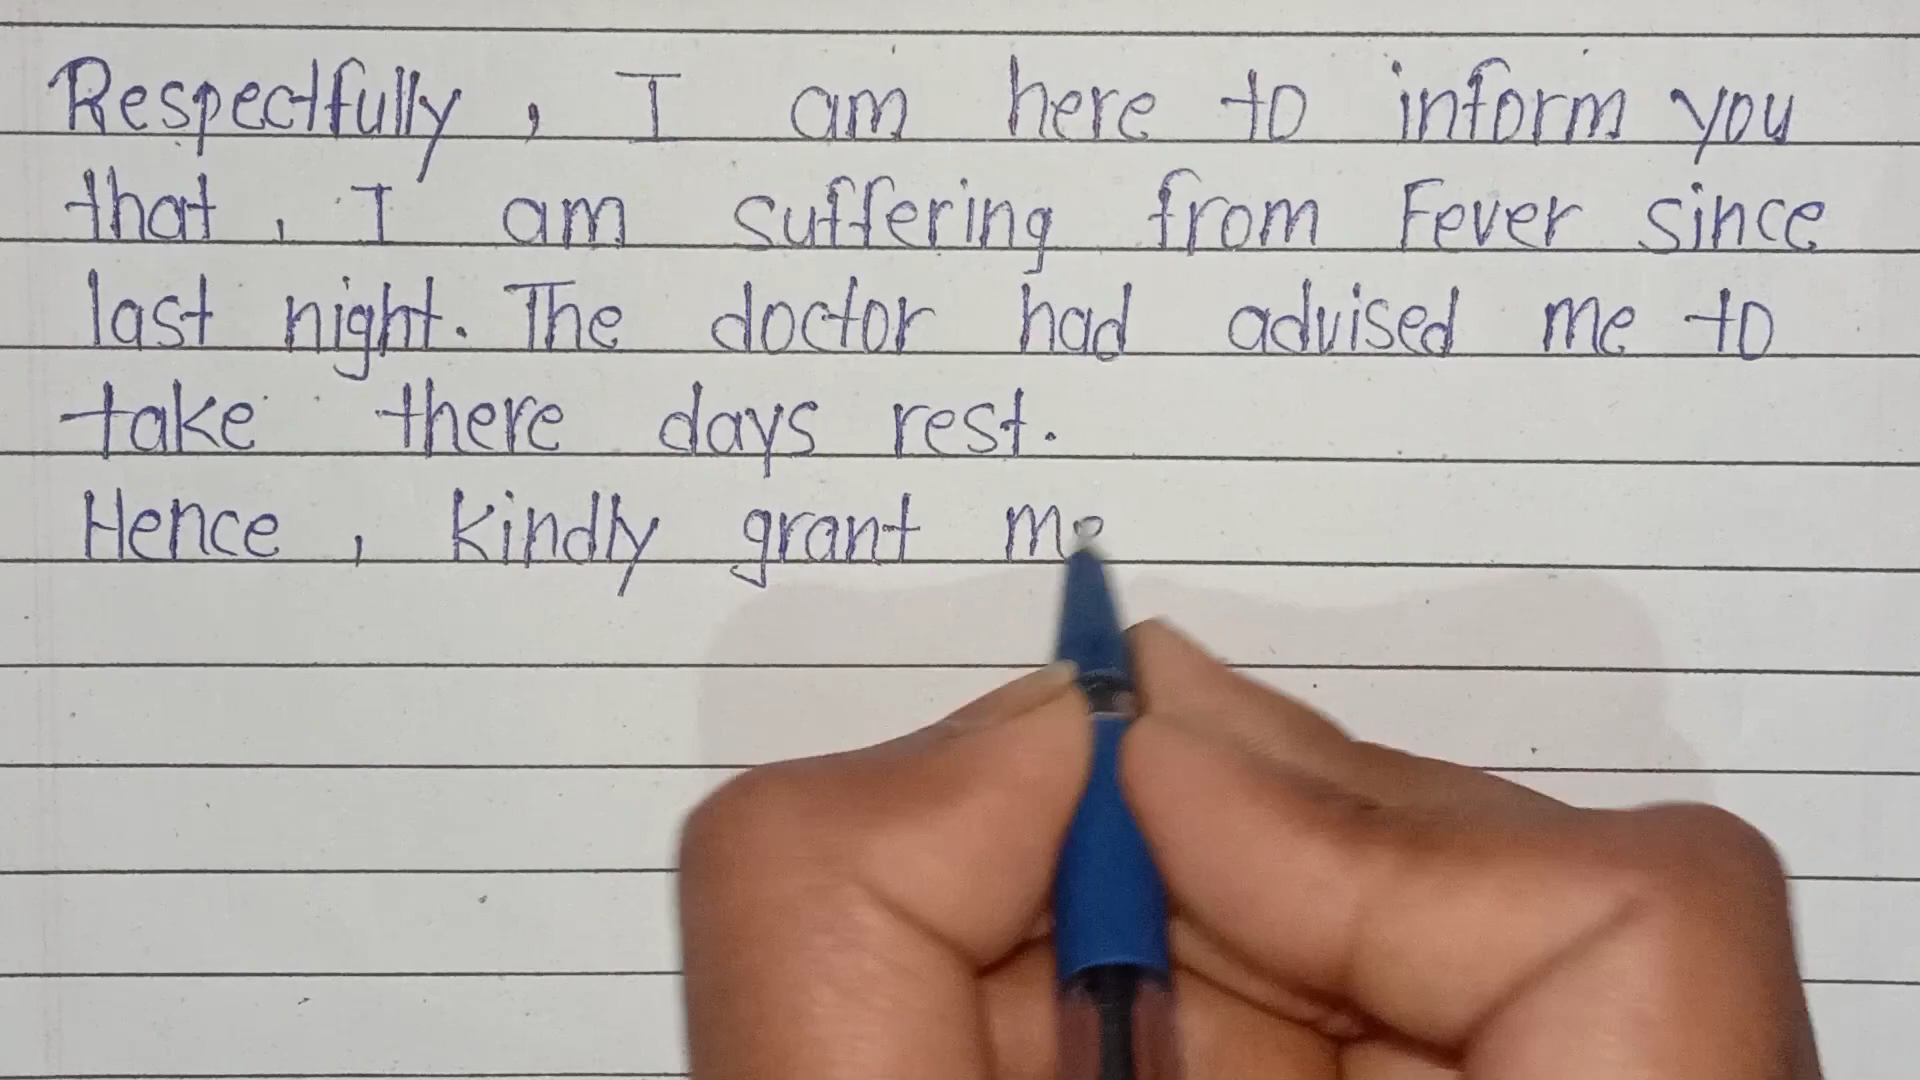 Respectfully, I am here to inform you
that, I am suffering from Fever since
last night. The doctor had advised me to
take there days rest.
Hence, kindly grant me